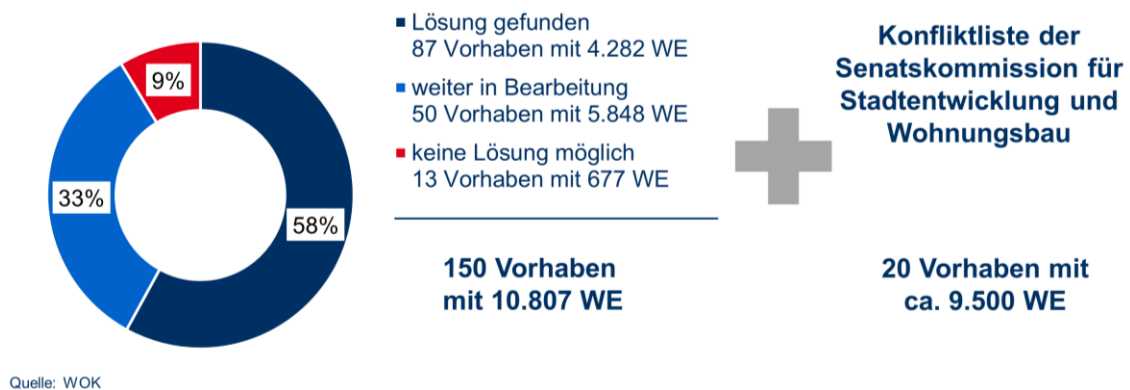 9%
33%
58%
Lösung gefunden
87 Vorhaben mit 4.282 WE
weiter in Bearbeitung
50 Vorhaben mit 5.848 WE
keine Lösung möglich
13 Vorhaben mit 677 WE
150 Vorhaben
mit 10.807 WE
Konfliktliste der
Senatskommission für
Stadtentwicklung und
Wohnungsbau
20 Vorhaben mit
ca. 9.500 WE
Quelle: WOK